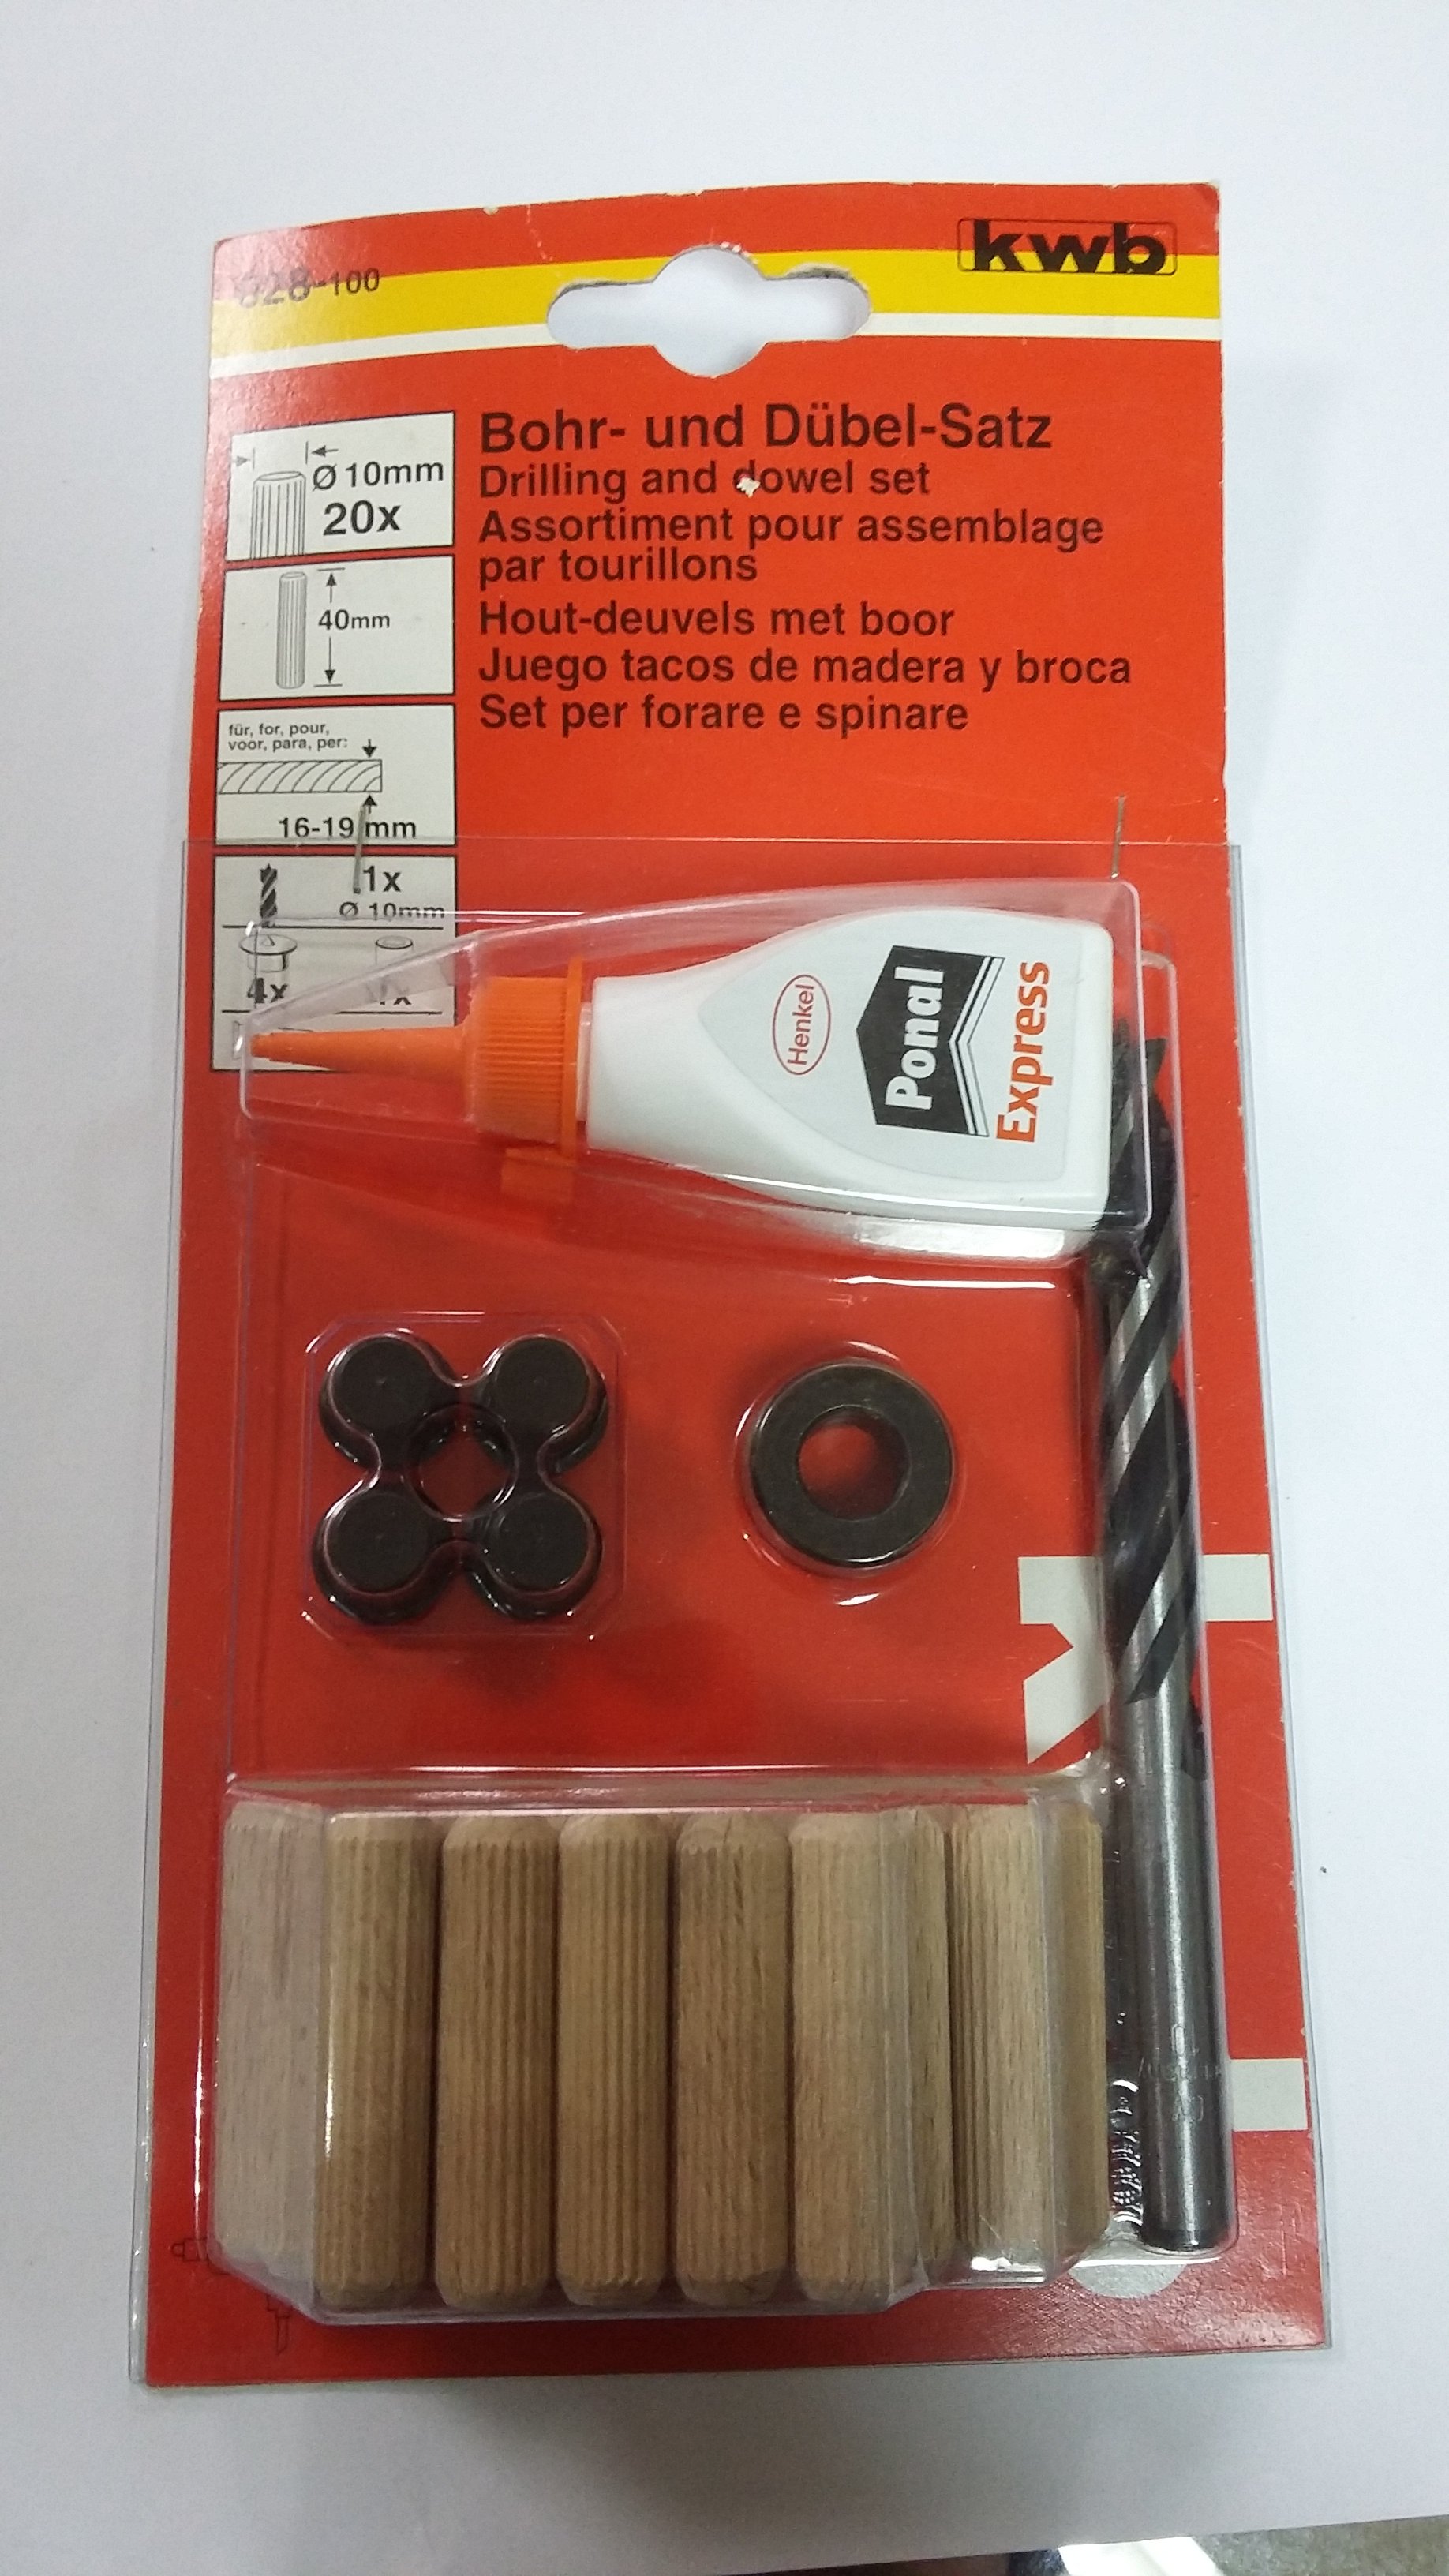 kwb
028-100
Bohr- und Dübel-Satz
Drilling and dowel set
Assortiment pour assemblage
par tourillons
Hout-deuvels met boor
Juego tacos de madera y broca
Set per forare e spinare
Ø 10mm
20x
40mm
für, for, pour,
voor, para, per:
16-19 mm
1x
Ø 10mm
4x
1x
Henkel
Ponal
Express